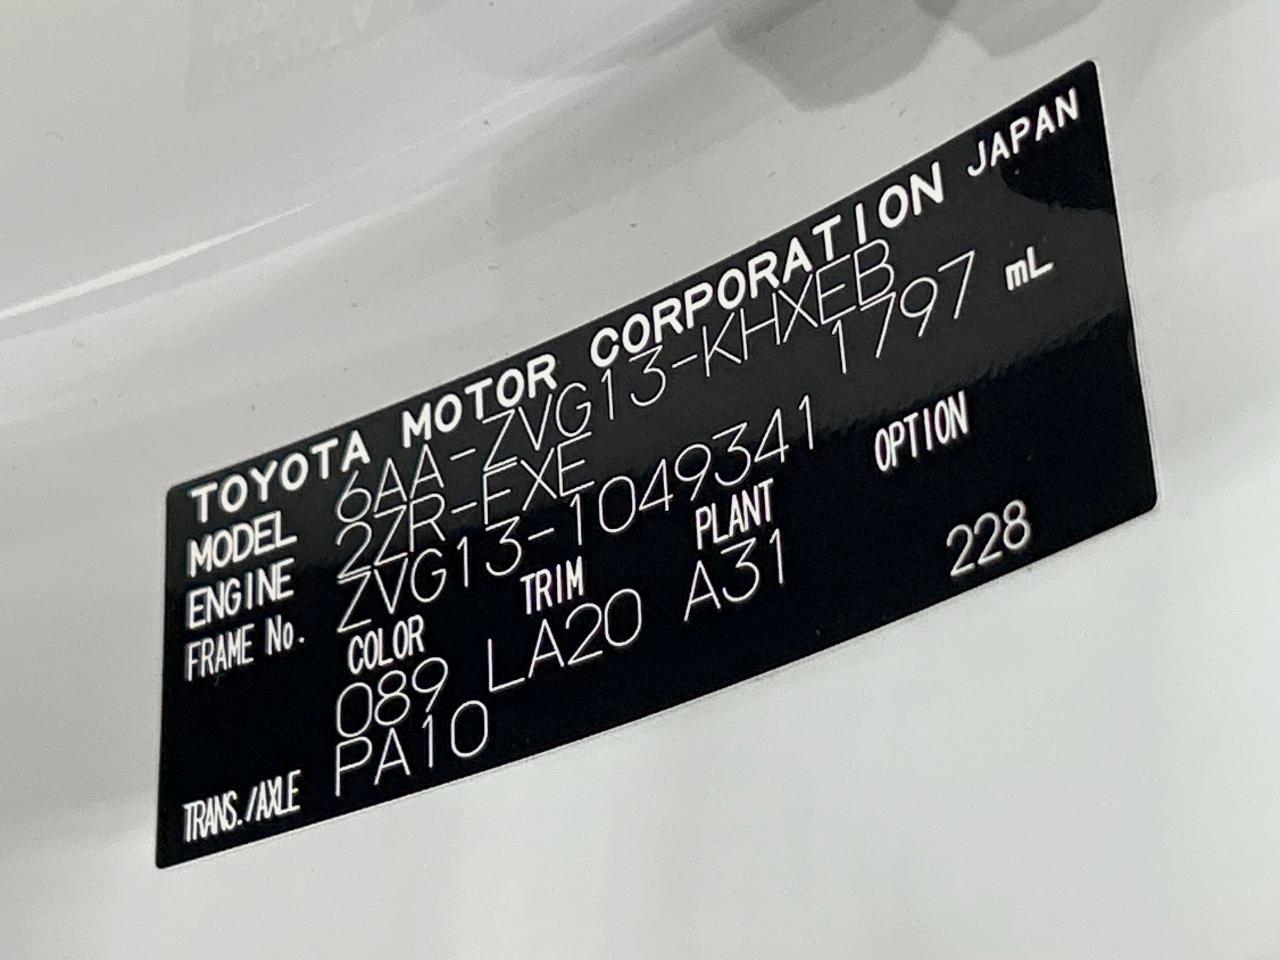 TOYOTA MOTOR CORPORATION JAPAN
MODEL 6AA-ZVG13-KHXEB
ENGINE 2ZR-FXE 1797 mL
FRAME No. ZVG13-1049341
COLOR TRIM PLANT OPTION
089 LA20 A31 228
TRANS./AXLE PA10